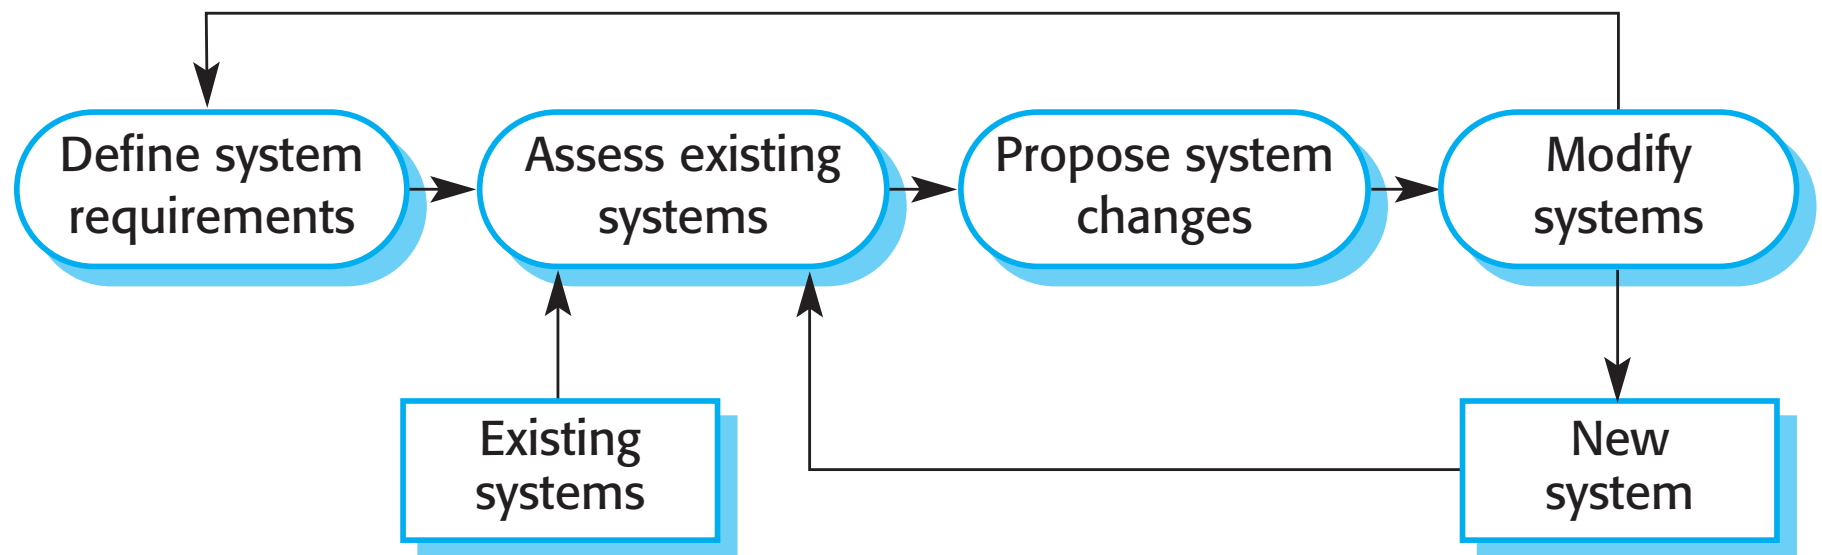 Define system
requirements
Assess existing
systems
Propose system
changes
Modify
systems
Existing
systems
New
system